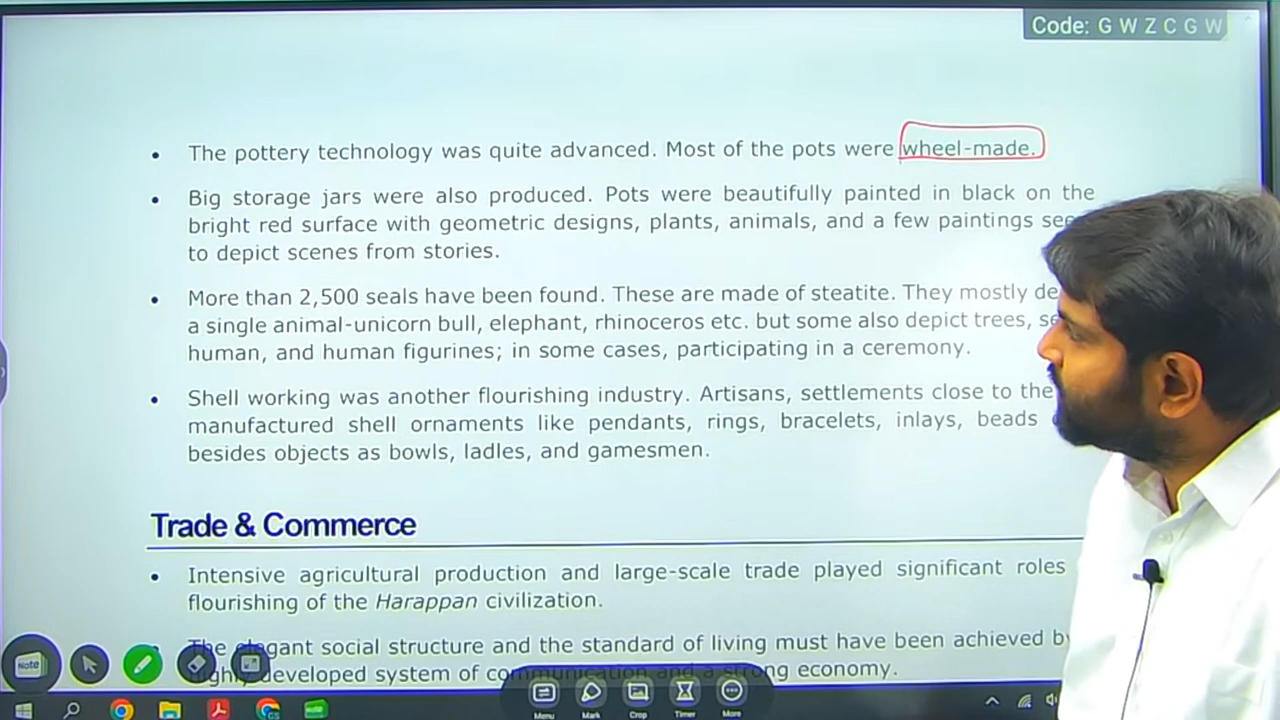 Code: G W Z C G W
• The pottery technology was quite advanced. Most of the pots were wheel-made.
• Big storage jars were also produced. Pots were beautifully painted in black on the
bright red surface with geometric designs, plants, animals, and a few paintings
to depict scenes from stories.
• More than 2,500 seals have been found. These are made of steatite. They mostly
a single animal-unicorn bull, elephant, rhinoceros etc. but some also depict trees,
human, and human figurines; in some cases, participating in a ceremony.
• Shell working was another flourishing industry. Artisans, settlements close to the
manufactured shell ornaments like pendants, rings, bracelets, inlays, beads
besides objects as bowls, ladles, and gamesmen.
Trade & Commerce
• Intensive agricultural production and large-scale trade played significant roles
flourishing of the Harappan civilization.
• The elegant social structure and the standard of living must have been achieved by
highly developed system of communication and a strong economy.
Note
Menu Mark Crop Timer More